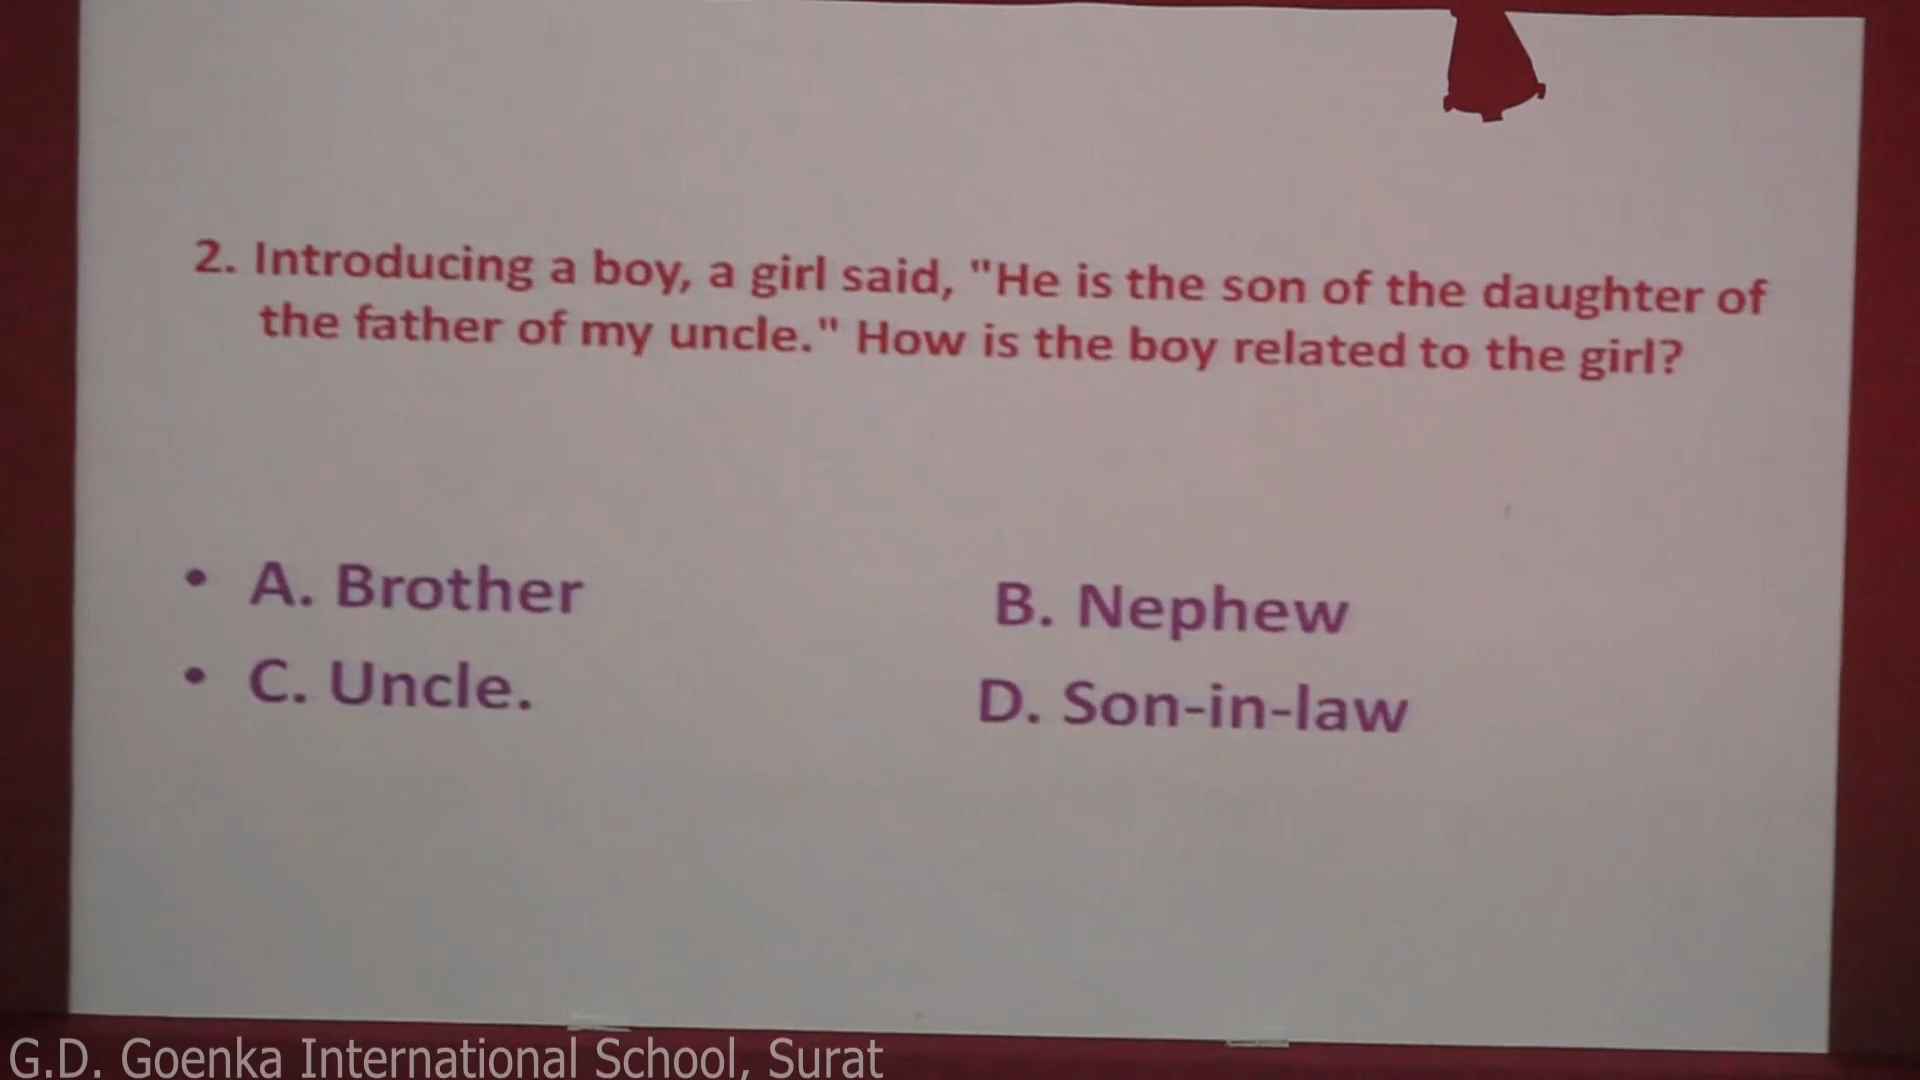 2. Introducing a boy, a girl said, "He is the son of the daughter of
the father of my uncle." How is the boy related to the girl?
• A. Brother
B. Nephew
• C. Uncle.
D. Son-in-law
G.D. Goenka International School, Surat